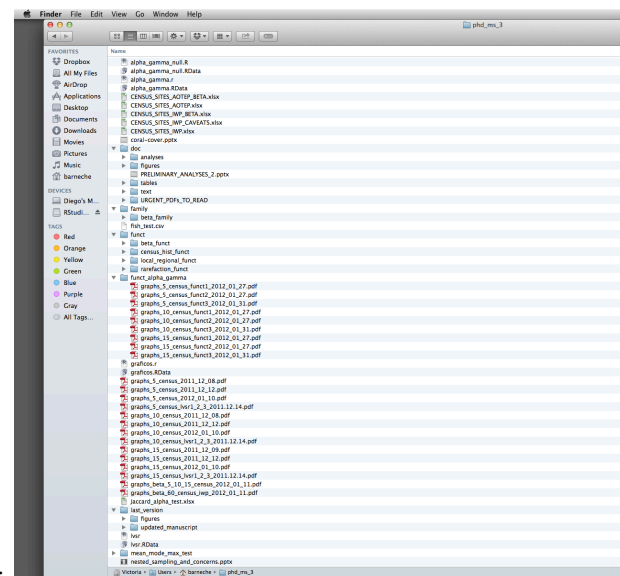 Finder File Edit View Go Window Help
phd_ms_3
FAVORITES
Dropbox
All My Files
AirDrop
Applications
Desktop
Documents
Downloads
Movies
Pictures
Music
barneche
DEVICES
Diego's M...
RStudi...
TAGS
Red
Orange
Yellow
Green
Blue
Purple
Gray
All Tags...
Name
alpha_gamma_null.R
alpha_gamma_null.RData
alpha_gamma.r
alpha_gamma.RData
CENSUS_SITES_AOTEP_BETA.xlsx
CENSUS_SITES_AOTEP.xlsx
CENSUS_SITES_IWP_BETA.xlsx
CENSUS_SITES_IWP_CAVEATS.xlsx
CENSUS_SITES_IWP.xlsx
coral-cover.pptx
doc
analyses
figures
PRELIMINARY_ANALYSES_2.pptx
tables
text
URGENT_PDFs_TO_READ
family
beta_family
fish_test.csv
funct
beta_funct
census_hist_funct
local_regional_funct
rarefaction_funct
funct_alpha_gamma
graphs_5_census_funct1_2012_01_27.pdf
graphs_5_census_funct2_2012_01_27.pdf
graphs_5_census_funct3_2012_01_31.pdf
graphs_10_census_funct1_2012_01_27.pdf
graphs_10_census_funct2_2012_01_27.pdf
graphs_10_census_funct3_2012_01_31.pdf
graphs_15_census_funct1_2012_01_27.pdf
graphs_15_census_funct2_2012_01_27.pdf
graphs_15_census_funct3_2012_01_31.pdf
graficos.r
graficos.RData
graphs_5_census_2011_12_08.pdf
graphs_5_census_2011_12_12.pdf
graphs_5_census_2012_01_10.pdf
graphs_5_census_lvsr1_2_3_2011.12.14.pdf
graphs_10_census_2011_12_08.pdf
graphs_10_census_2011_12_12.pdf
graphs_10_census_2012_01_10.pdf
graphs_10_census_lvsr1_2_3_2011.12.14.pdf
graphs_15_census_2011_12_09.pdf
graphs_15_census_2011_12_12.pdf
graphs_15_census_2012_01_10.pdf
graphs_15_census_lvsr1_2_3_2011.12.14.pdf
graphs_beta_5_10_15_census_2012_01_11.pdf
graphs_beta_60_census_iwp_2012_01_11.pdf
Jaccard_alpha_test.xlsx
last_version
figures
updated_manuscript
lvsr
lvsr.RData
mean_mode_max_test
nested_sampling_and_concerns.pptx
Victoria ▸ Users ▸ barneche ▸ phd_ms_3